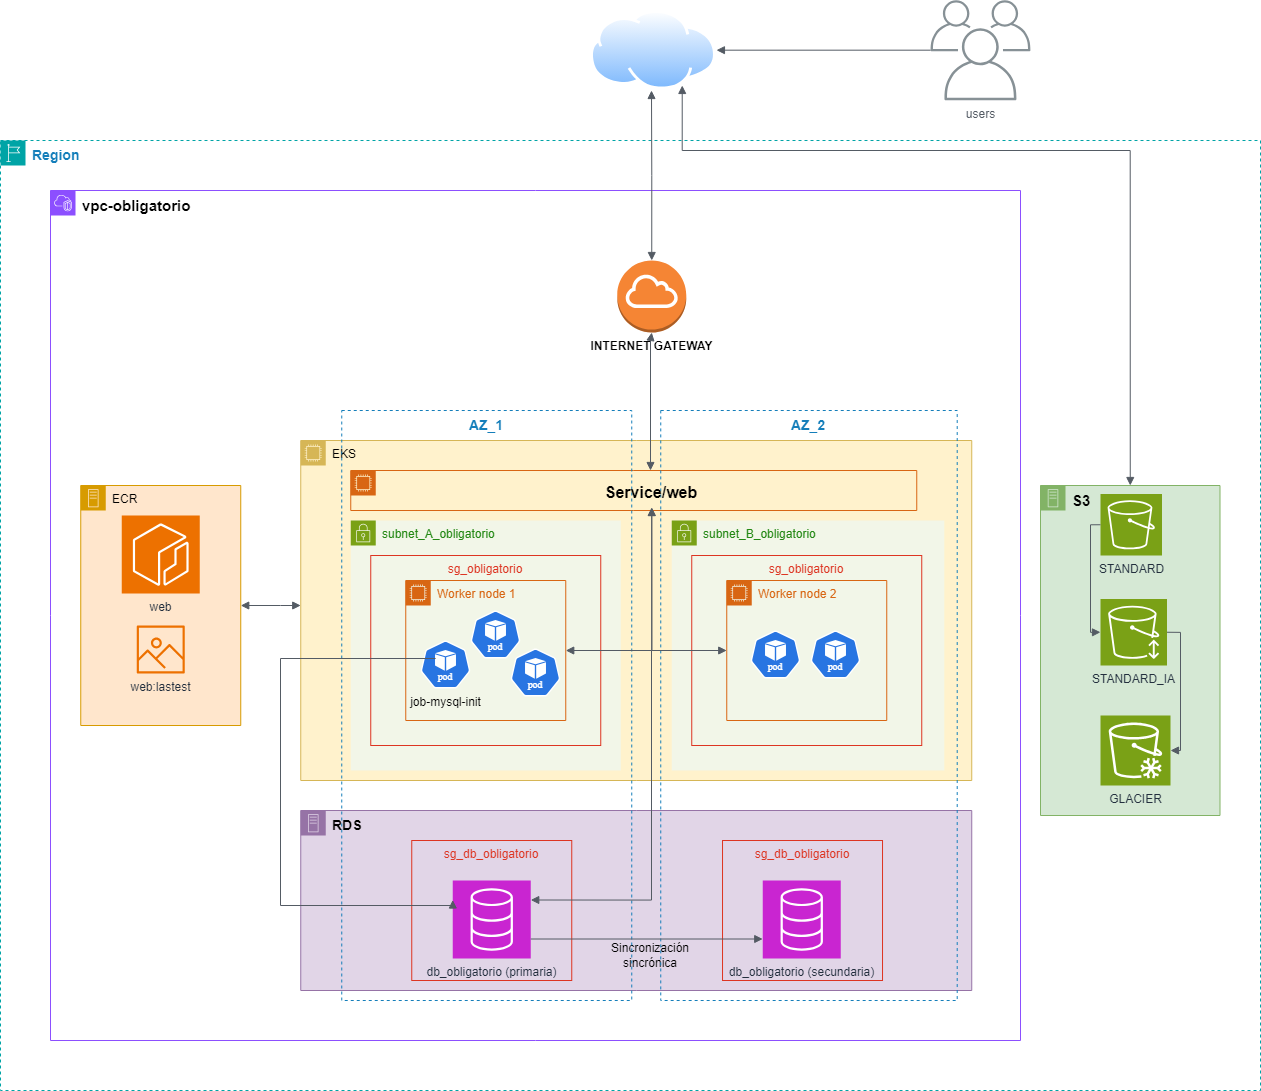 users
Region
vpc-obligatorio
INTERNET GATEWAY
AZ_1
AZ_2
EKS
Service/web
ECR
web
web:lastest
subnet_A_obligatorio
sg_obligatorio
Worker node 1
pod
pod
pod
job-mysql-init
subnet_B_obligatorio
sg_obligatorio
Worker node 2
pod
pod
S3
STANDARD
STANDARD_IA
GLACIER
RDS
sg_db_obligatorio
db_obligatorio (primaria)
Sincronización
sincrónica
sg_db_obligatorio
db_obligatorio (secundaria)